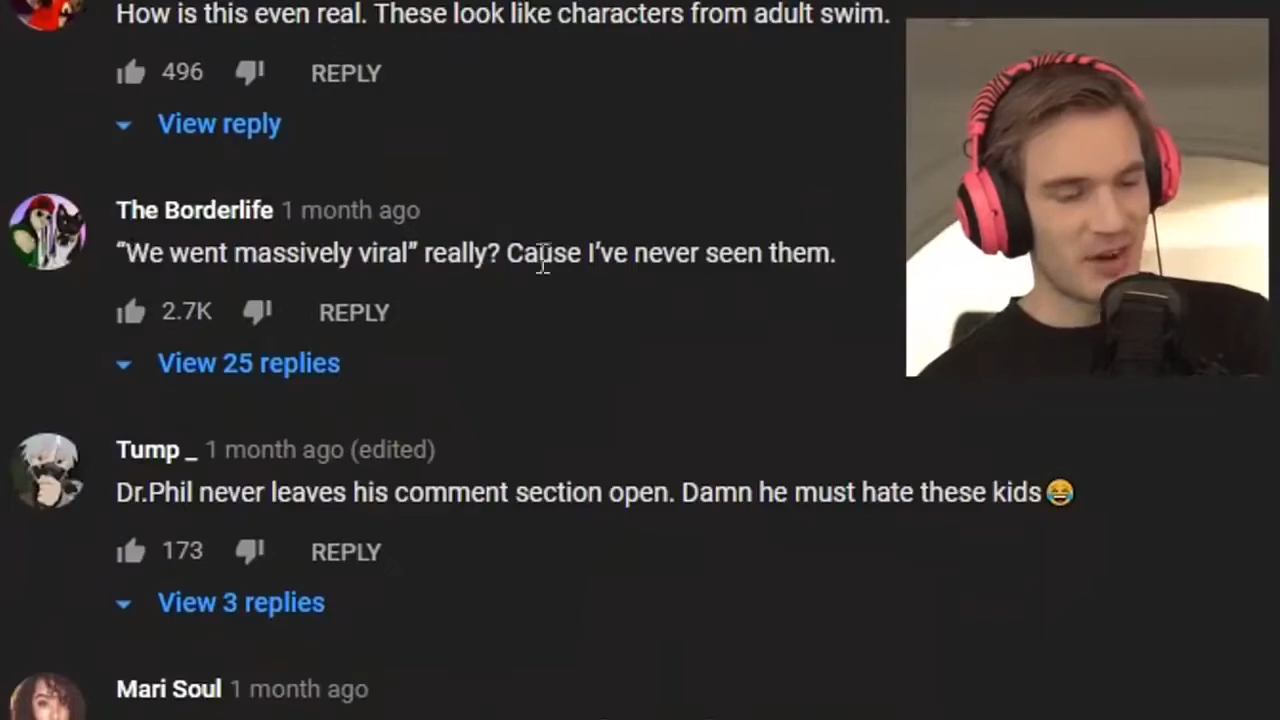 How is this even real. These look like characters from adult swim.
496 REPLY
View reply
The Borderlife 1 month ago
“We went massively viral” really? Cause I’ve never seen them.
2.7K REPLY
View 25 replies
Tump _ 1 month ago (edited)
Dr.Phil never leaves his comment section open. Damn he must hate these kids😂
173 REPLY
View 3 replies
Mari Soul 1 month ago